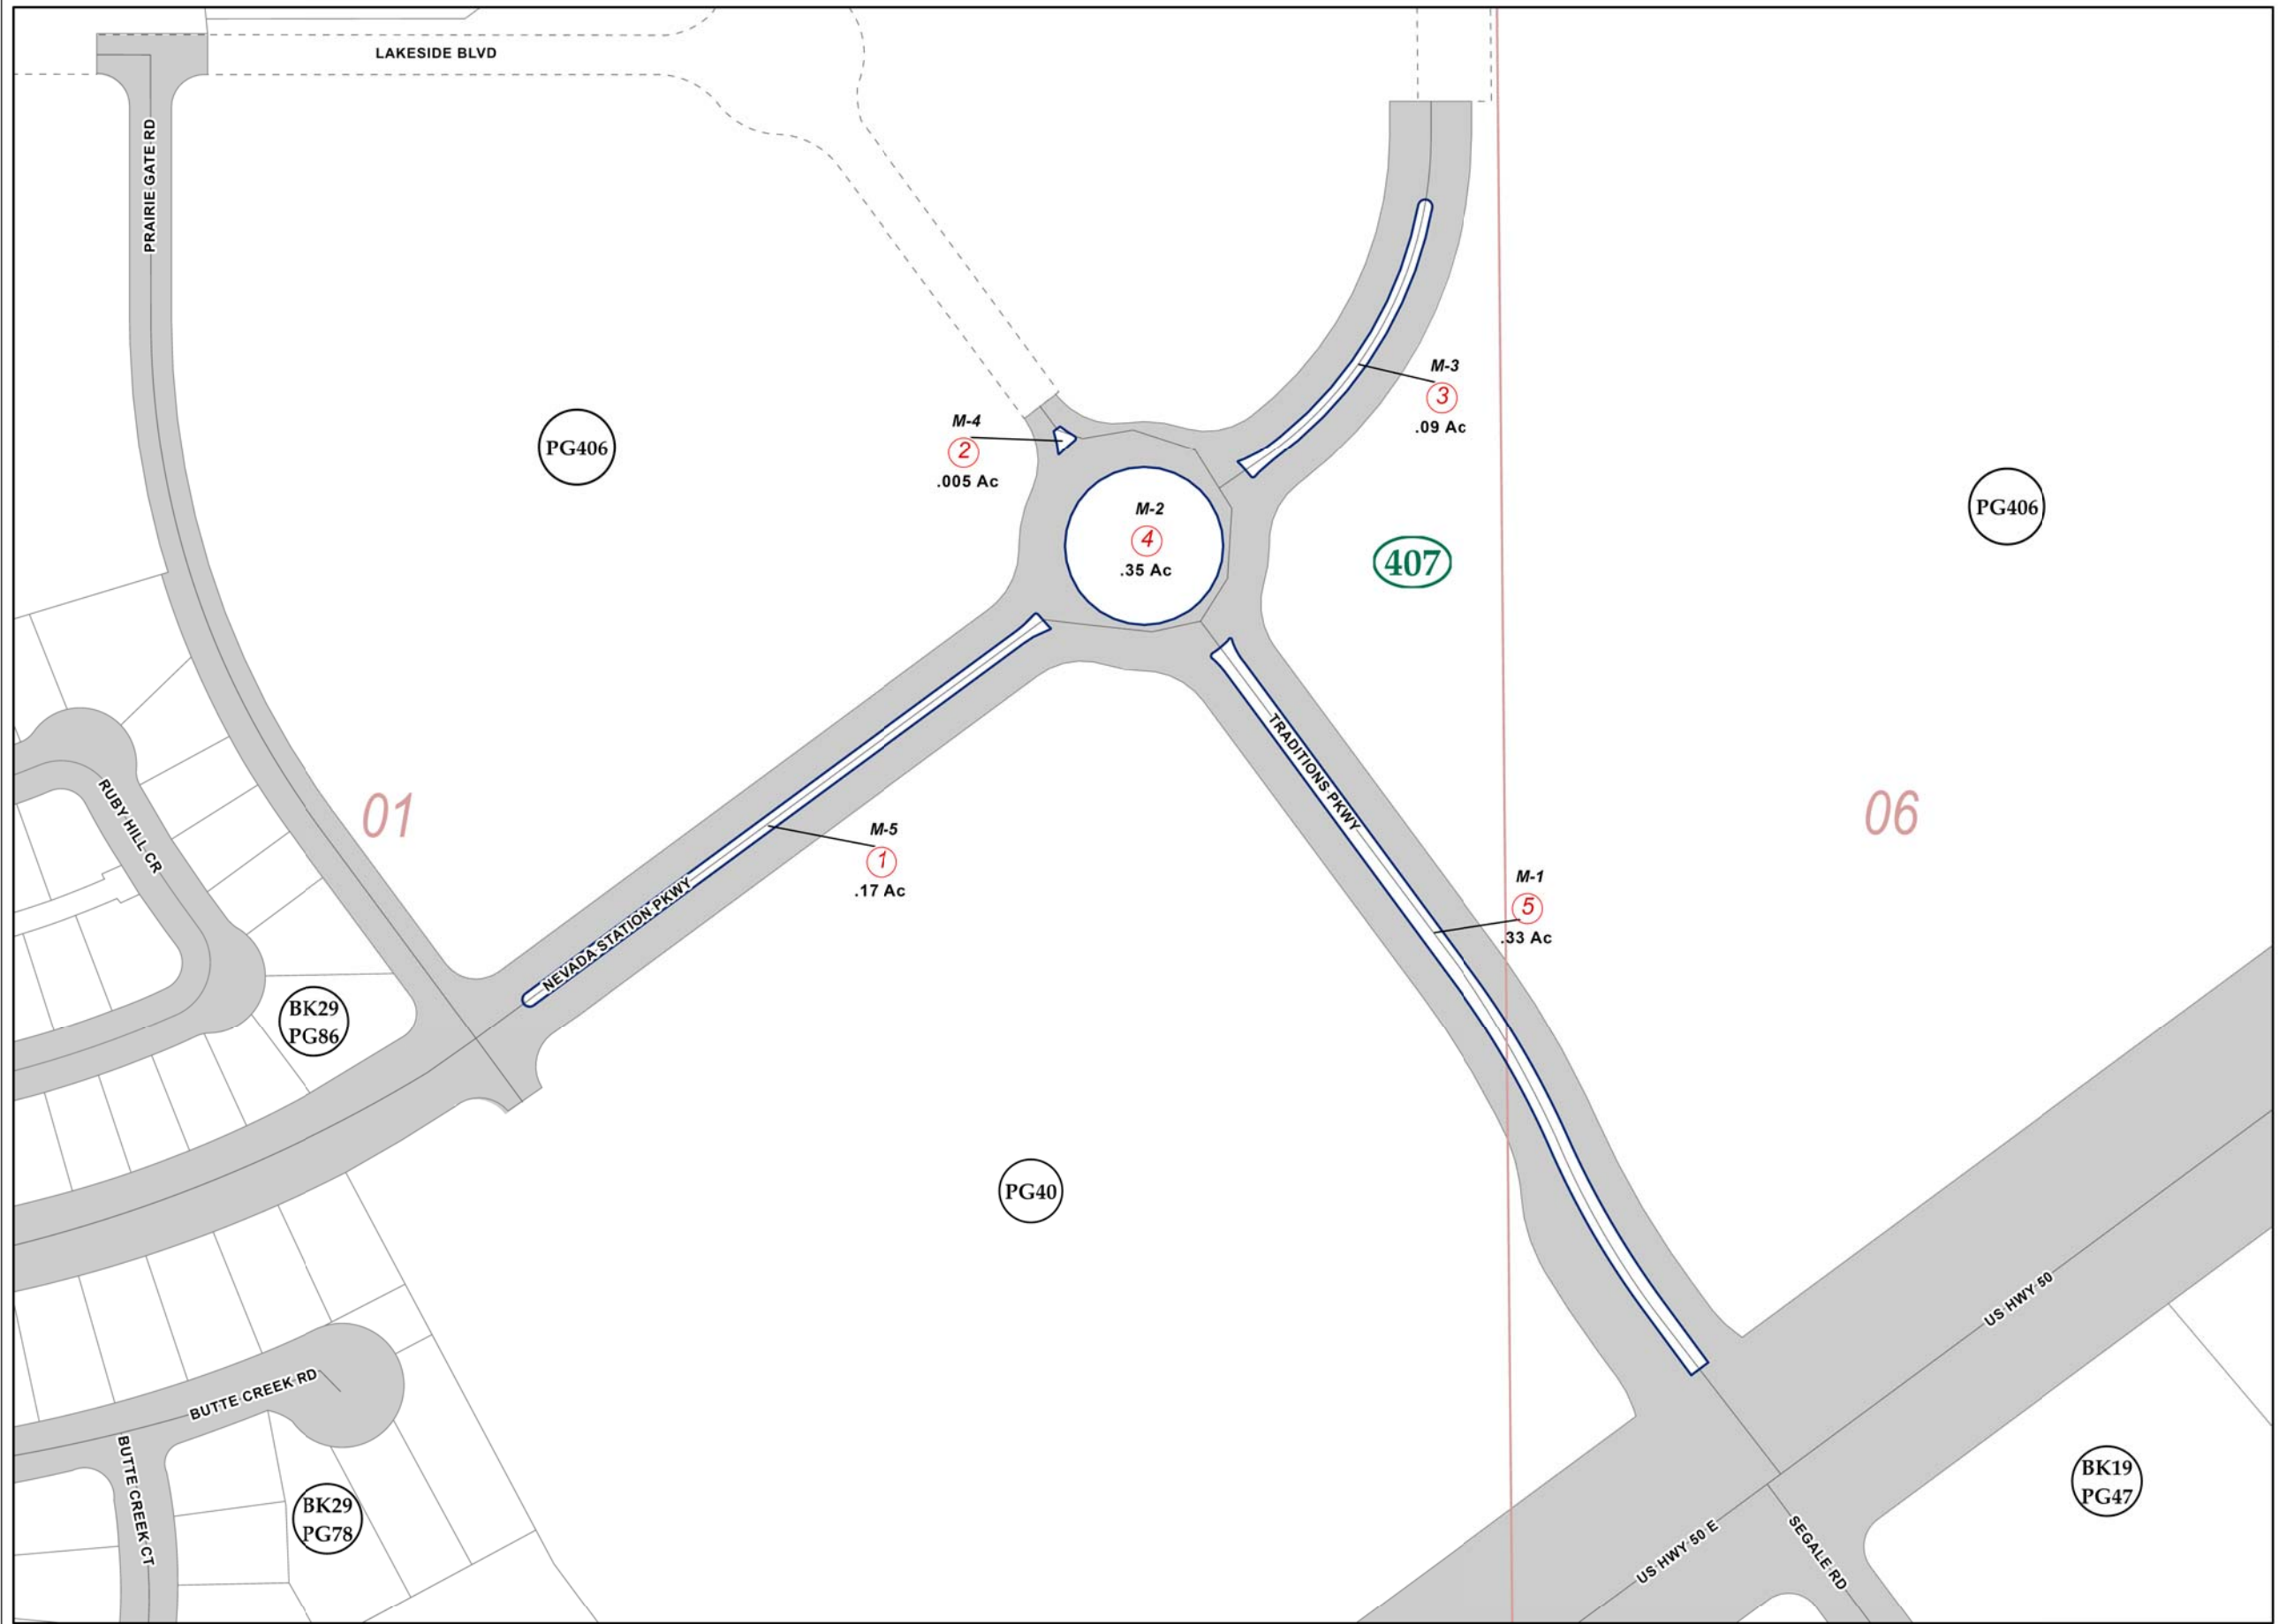 LAKESIDE BLVD
PRAIRIE GATE RD
M-3
3
.09 Ac
M-4
2
.005 Ac
PG406
PG406
M-2
4
.35 Ac
407
TRADITIONS PKWY
RUBY HILL CR
01
06
M-5
1
.17 Ac
NEVADA STATION PKWY
M-1
5
.33 Ac
BK29
PG86
PG40
US HWY 50
BUTTE CREEK RD
BUTTE CREEK CT
BK29
PG78
BK19
PG47
US HWY 50 E
SEGALE RD